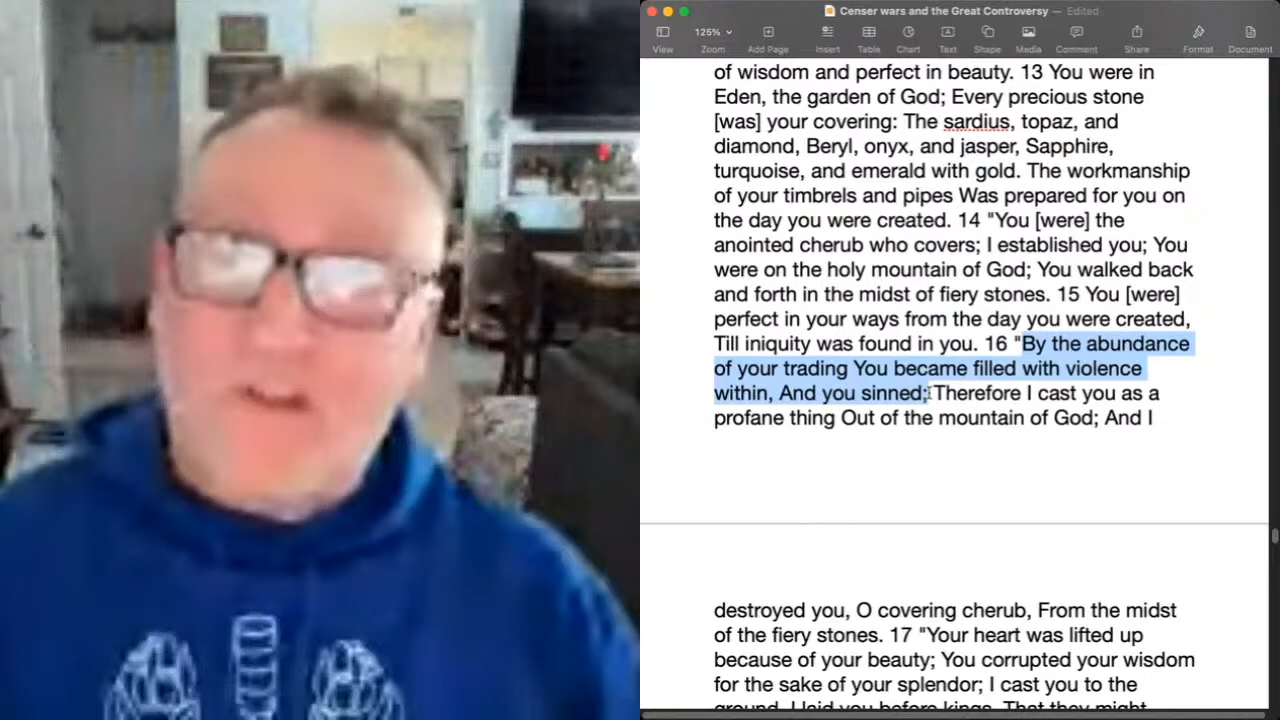 Censer wars and the Great Controversy — Edited
125%
View
Zoom
Add Page
Insert
Table
Chart
Text
Shape
Media
Comment
Share
Format
Document
of wisdom and perfect in beauty. 13 You were in
Eden, the garden of God; Every precious stone
[was] your covering: The sardius, topaz, and
diamond, Beryl, onyx, and jasper, Sapphire,
turquoise, and emerald with gold. The workmanship
of your timbrels and pipes Was prepared for you on
the day you were created. 14 "You [were] the
anointed cherub who covers; I established you; You
were on the holy mountain of God; You walked back
and forth in the midst of fiery stones. 15 You [were]
perfect in your ways from the day you were created,
Till iniquity was found in you. 16 "By the abundance
of your trading You became filled with violence
within, And you sinned; Therefore I cast you as a
profane thing Out of the mountain of God; And I
destroyed you, O covering cherub, From the midst
of the fiery stones. 17 "Your heart was lifted up
because of your beauty; You corrupted your wisdom
for the sake of your splendor; I cast you to the
ground, I laid you before kings, That they might